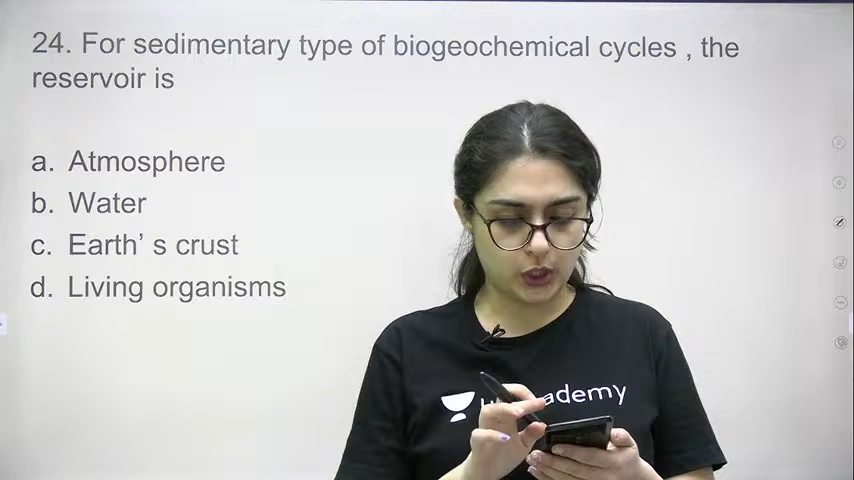 24. For sedimentary type of biogeochemical cycles , the
reservoir is
a. Atmosphere
b. Water
c. Earth’ s crust
d. Living organisms
ademy